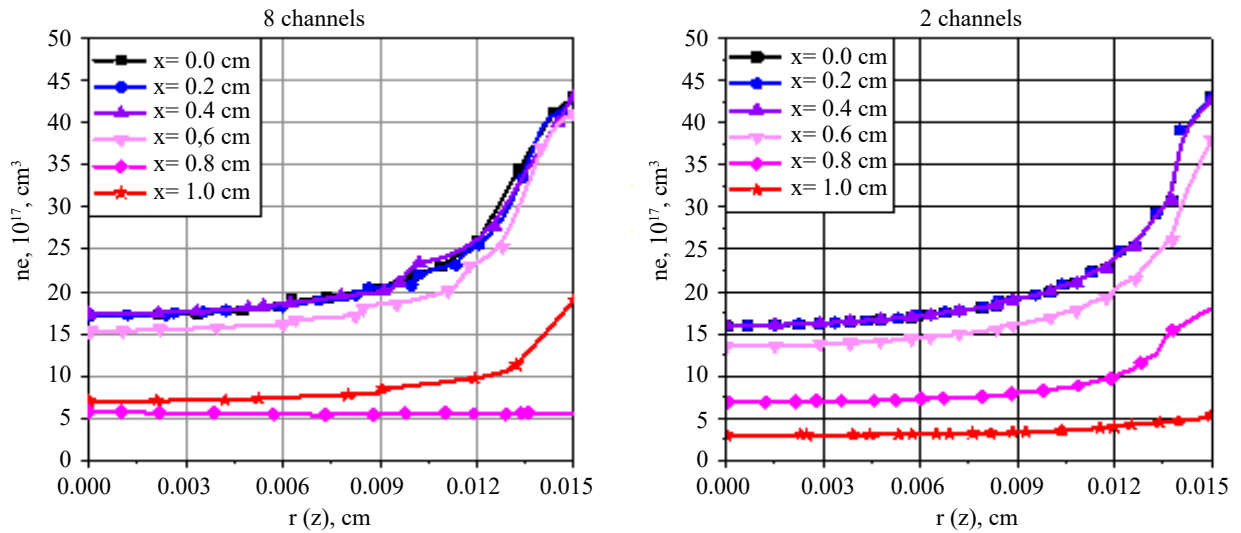 8 channels
50
45
40
35
30
25
20
15
10
5
0
ne, 10¹⁷, cm³
x= 0.0 cm
x= 0.2 cm
x= 0.4 cm
x= 0,6 cm
x= 0.8 cm
x= 1.0 cm
0.000 0.006 0.009 0.012 0.015
r (z), cm
2 channels
50
45
40
35
30
25
20
15
10
5
0
ne, 10¹⁷, cm³
x= 0.0 cm
x= 0.2 cm
x= 0.4 cm
x= 0.6 cm
x= 0.8 cm
x= 1.0 cm
0.000 0.003 0.006 0.009 0.012 0.015
r (z), cm